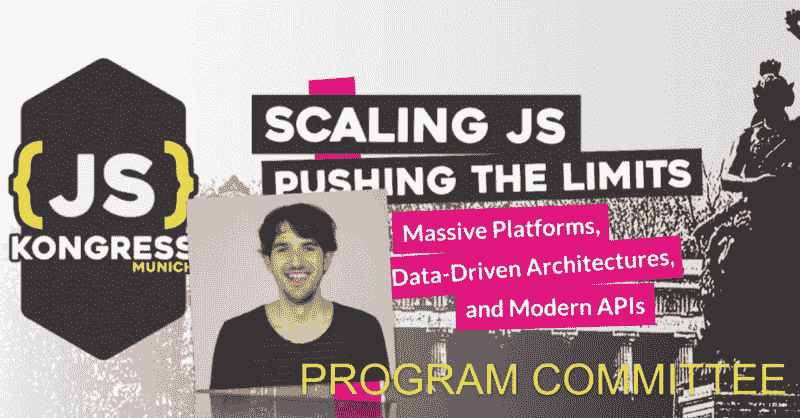 {JS}
KONGRESS
MUNICH
SCALING JS
PUSHING THE LIMITS
Massive Platforms,
Data-Driven Architectures,
and Modern APIs
PROGRAM COMMITTEE